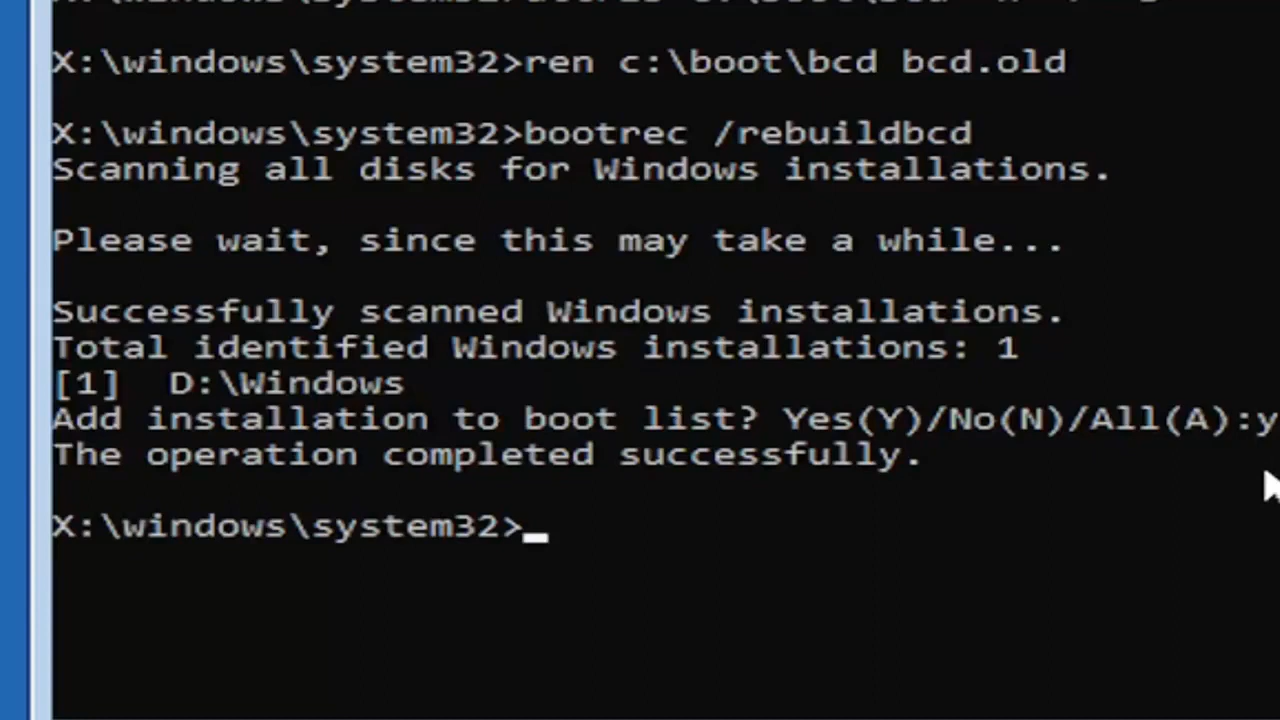 X:\windows\system32>ren c:\boot\bcd bcd.old
X:\windows\system32>bootrec /rebuildbcd
Scanning all disks for Windows installations.
Please wait, since this may take a while...
Successfully scanned Windows installations.
Total identified Windows installations: 1
[1]  D:\Windows
Add installation to boot list? Yes(Y)/No(N)/All(A):y
The operation completed successfully.
X:\windows\system32>